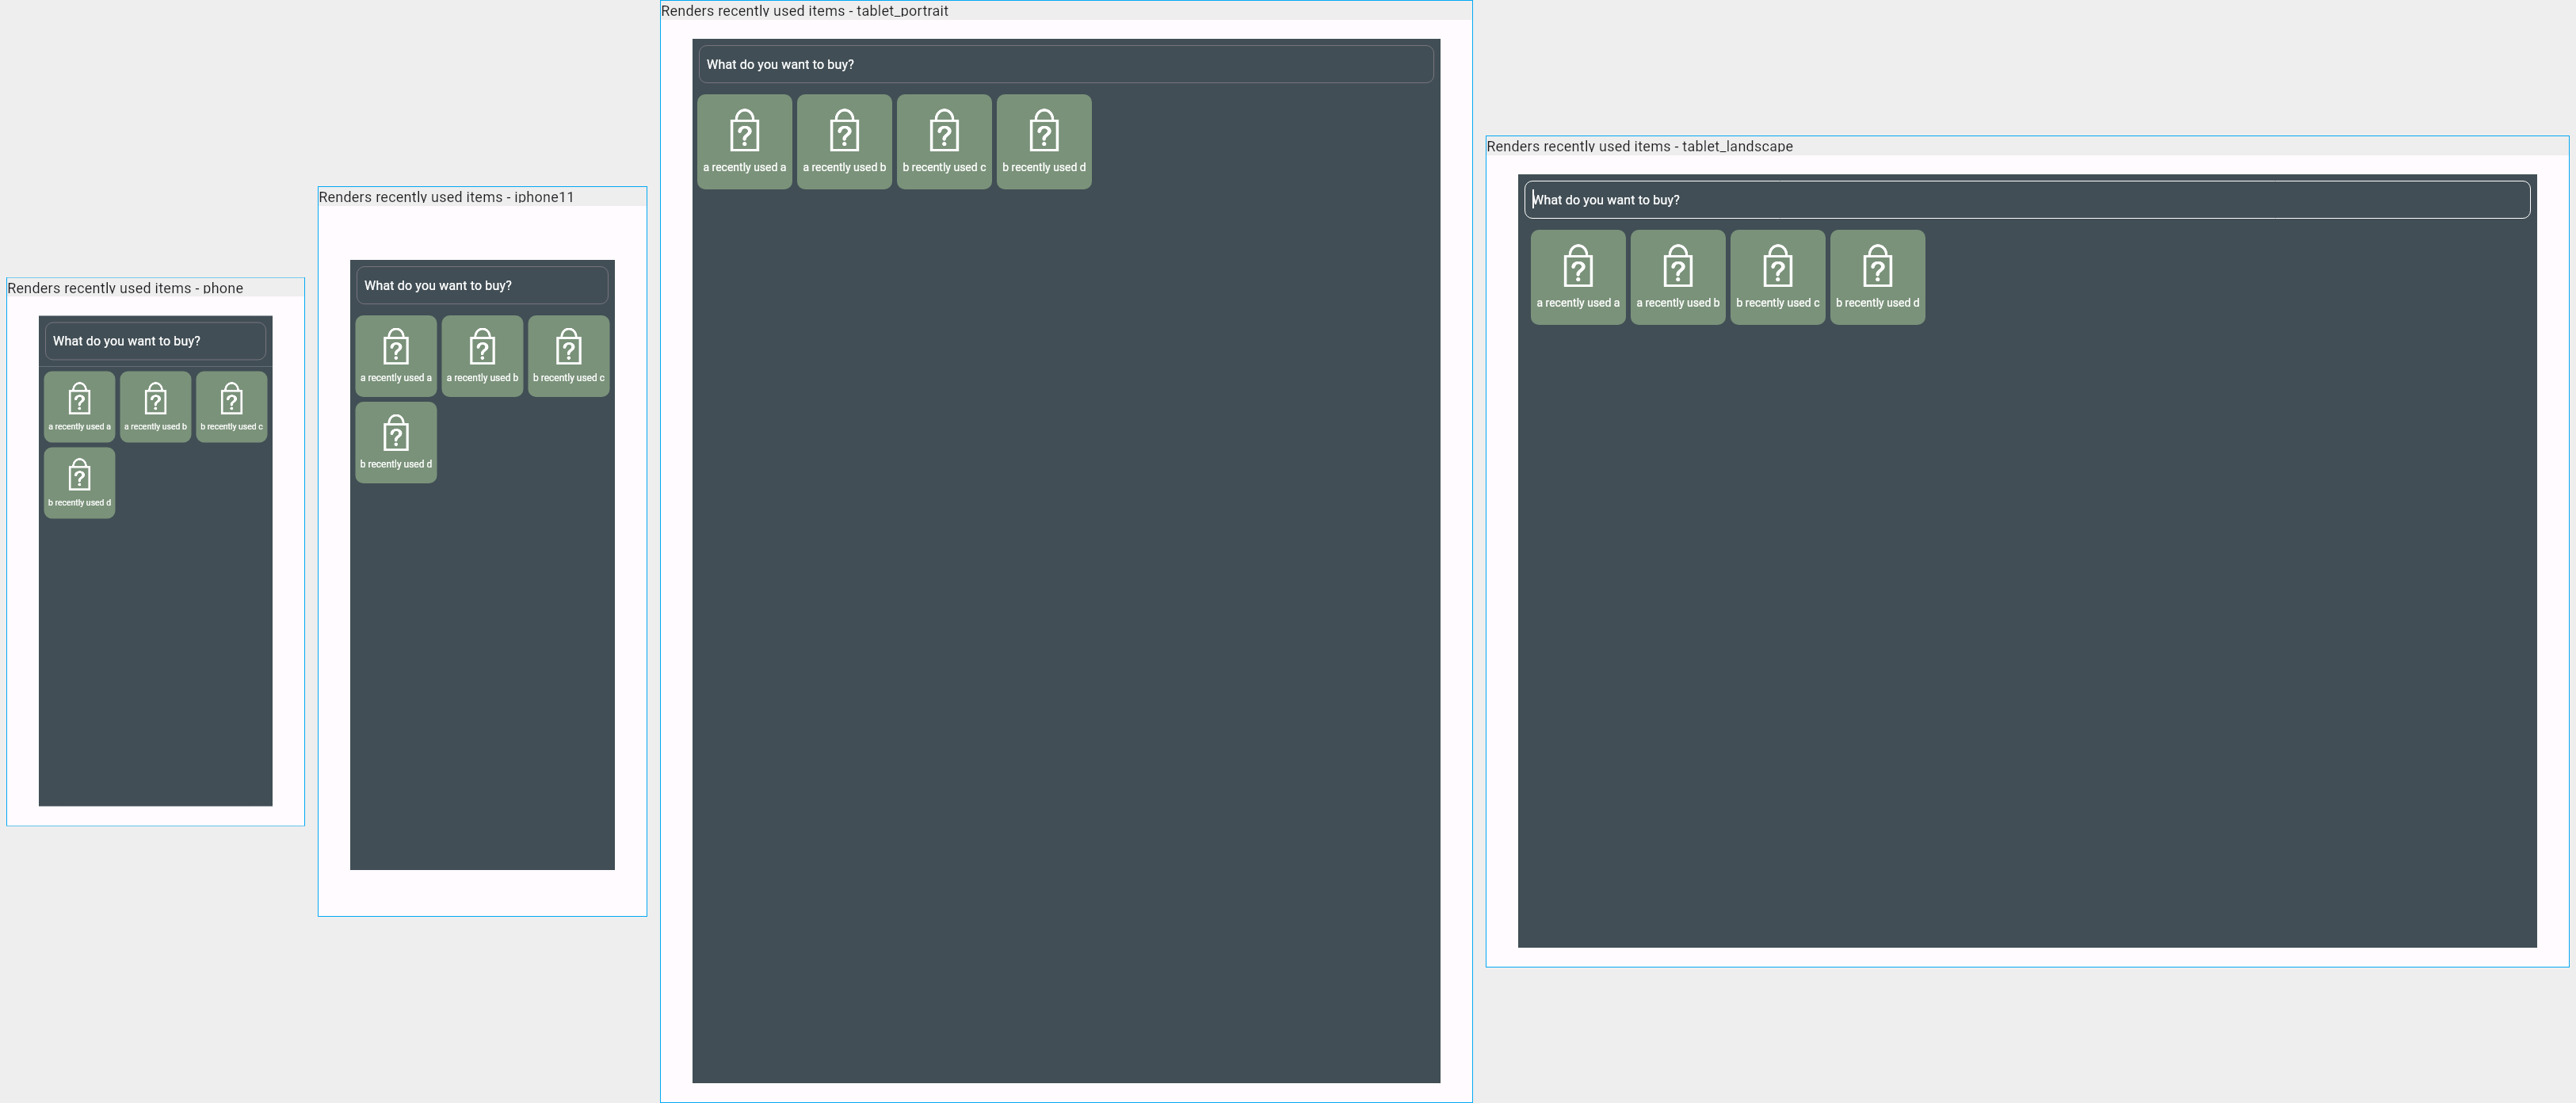 Renders recently used items - phone
What do you want to buy?
a recently used a
a recently used b
b recently used c
b recently used d
Renders recently used items - iphone11
What do you want to buy?
a recently used a
a recently used b
b recently used c
b recently used d
Renders recently used items - tablet_portrait
What do you want to buy?
a recently used a
a recently used b
b recently used c
b recently used d
Renders recently used items - tablet_landscape
What do you want to buy?
a recently used a
a recently used b
b recently used c
b recently used d